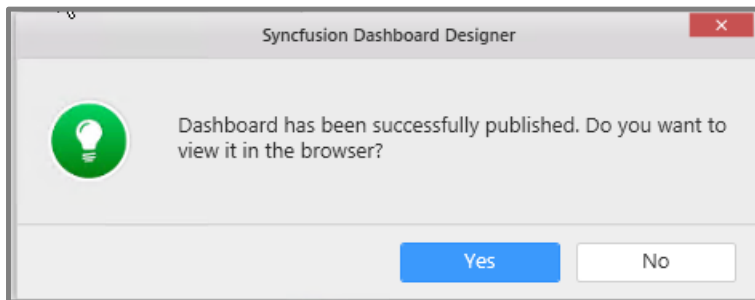 Syncfusion Dashboard Designer
Dashboard has been successfully published. Do you want to
view it in the browser?
Yes No